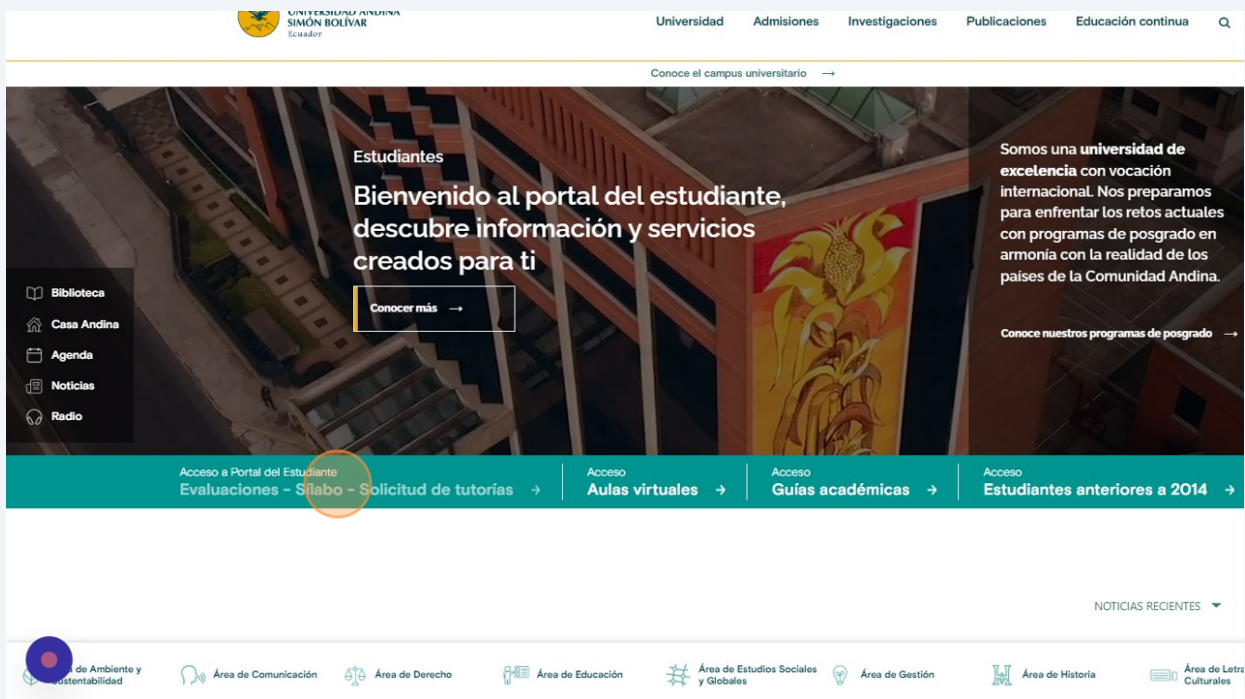 UNIVERSIDAD ANDINA
SIMÓN BOLÍVAR
Ecuador
Universidad
Admisiones
Investigaciones
Publicaciones
Educación continua
Conoce el campus universitario →
Estudiantes
Bienvenido al portal del estudiante,
descubre información y servicios
creados para ti
Conocer más →
Somos una universidad de
excelencia con vocación
internacional. Nos preparamos
para enfrentar los retos actuales
con programas de posgrado en
armonía con la realidad de los
países de la Comunidad Andina.
Conoce nuestros programas de posgrado →
Biblioteca
Casa Andina
Agenda
Noticias
Radio
Acceso a Portal del Estudiante
Evaluaciones - Sílabo - Solicitud de tutorías →
Acceso
Aulas virtuales →
Acceso
Guías académicas →
Acceso
Estudiantes anteriores a 2014 →
NOTICIAS RECIENTES
de Ambiente y
Área de Comunicación
Área de Derecho
Área de Educación
Área de Estudios Sociales
y Globales
Área de Gestión
Área de Historia
Área de Letra
Culturales